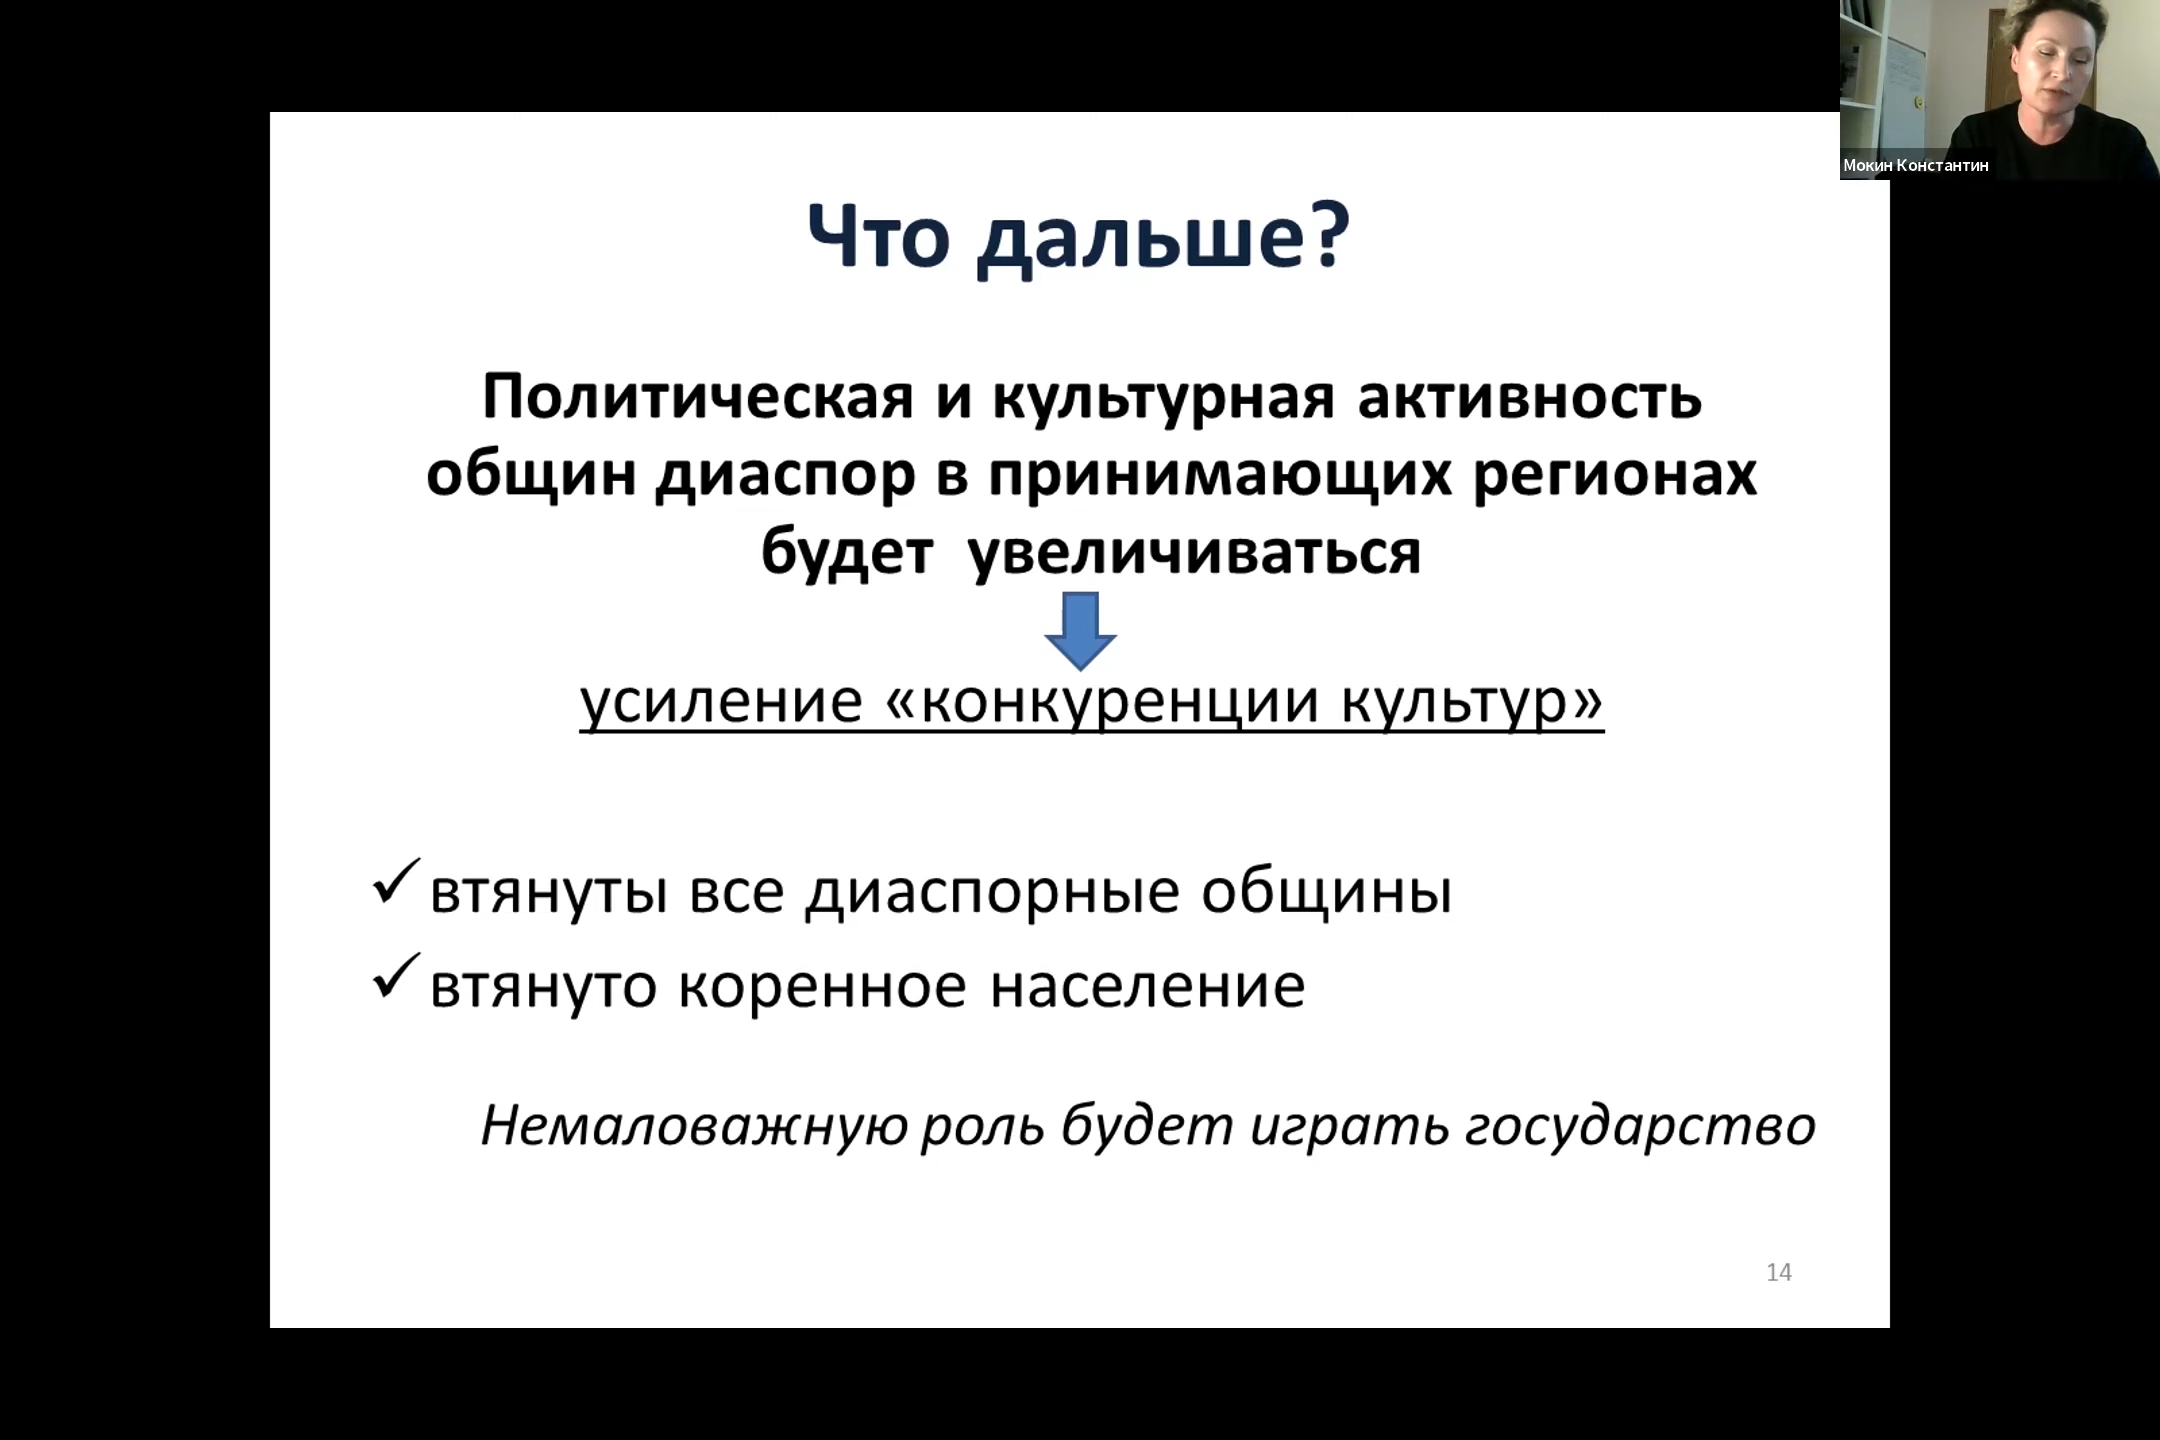 Мокин Константин
Что дальше?
Политическая и культурная активность
общин диаспор в принимающих регионах
будет увеличиваться
усиление «конкуренции культур»
✓ втянуты все диаспорные общины
✓ втянуто коренное население
Немаловажную роль будет играть государство
14